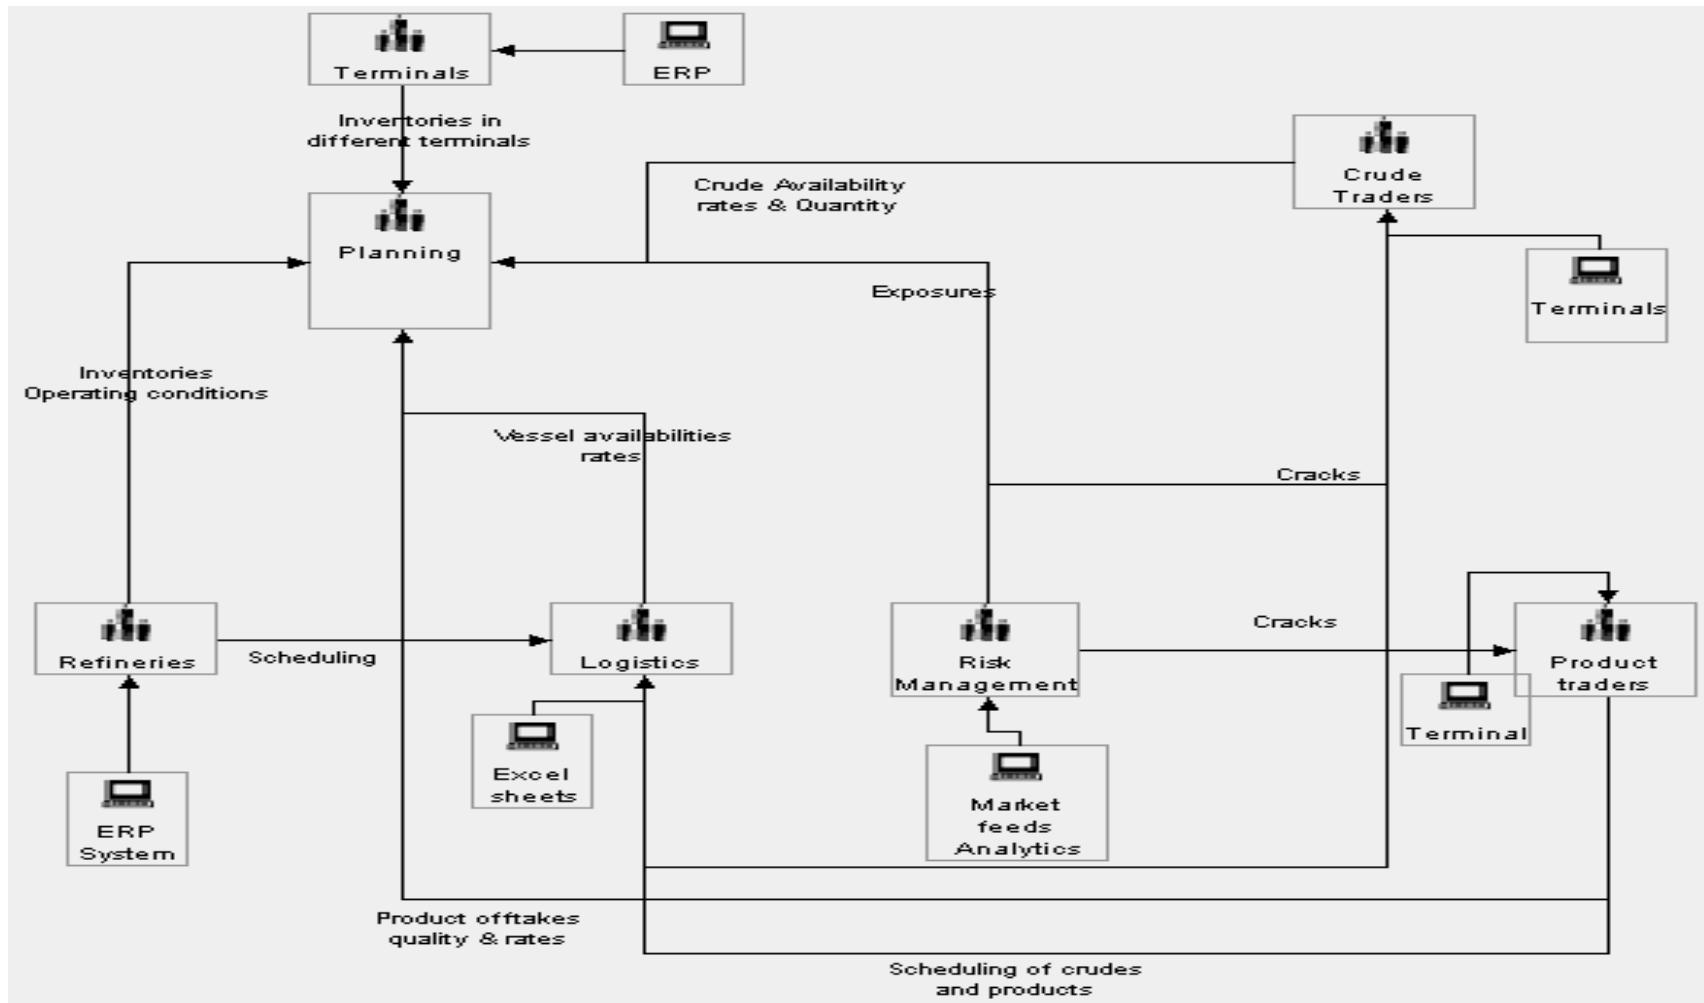 Terminals
ERP
Inventories in
different terminals
Crude
Traders
Crude Availability
rates & Quantity
Planning
Exposures
Terminals
Inventories
Operating conditions
Vessel availabilities
rates
Cracks
Cracks
Refineries
Scheduling
Logistics
Risk
Management
Product
traders
Terminal
Excel
sheets
Market
feeds
Analytics
ERP
System
Product offtakes
quality & rates
Scheduling of crudes
and products